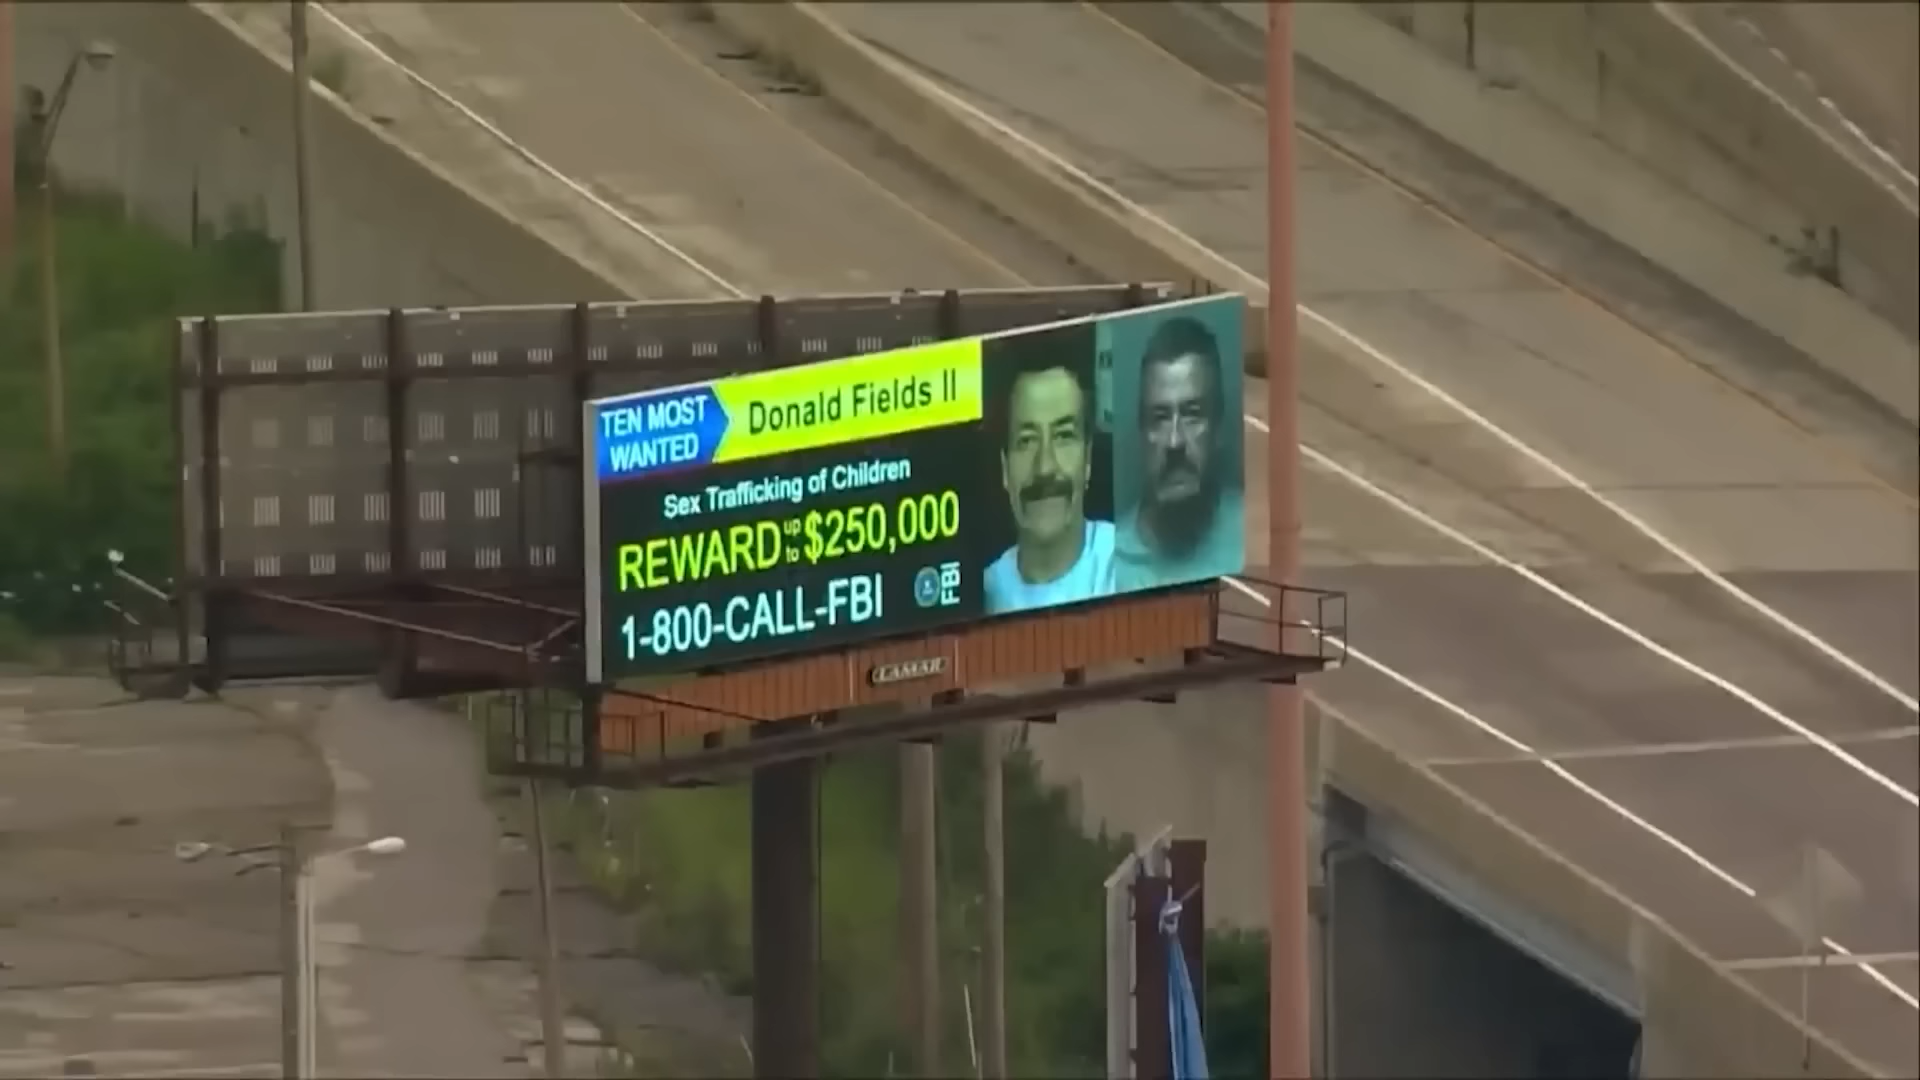 TEN MOST
WANTED
Donald Fields II
Sex Trafficking of Children
REWARD up to $250,000
1-800-CALL-FBI
FBI
LAMAR